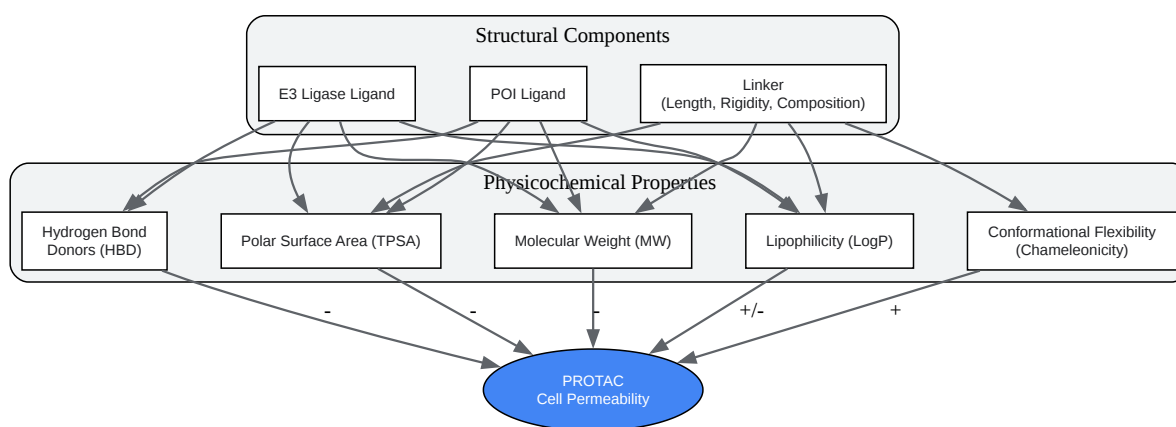 Structural Components
E3 Ligase Ligand
POI Ligand
Linker
(Length, Rigidity, Composition)
Physicochemical Properties
Hydrogen Bond
Donors (HBD)
Polar Surface Area (TPSA)
Molecular Weight (MW)
Lipophilicity (LogP)
Conformational Flexibility
(Chameleonicity)
-
-
-
+/-
+
PROTAC
Cell Permeability